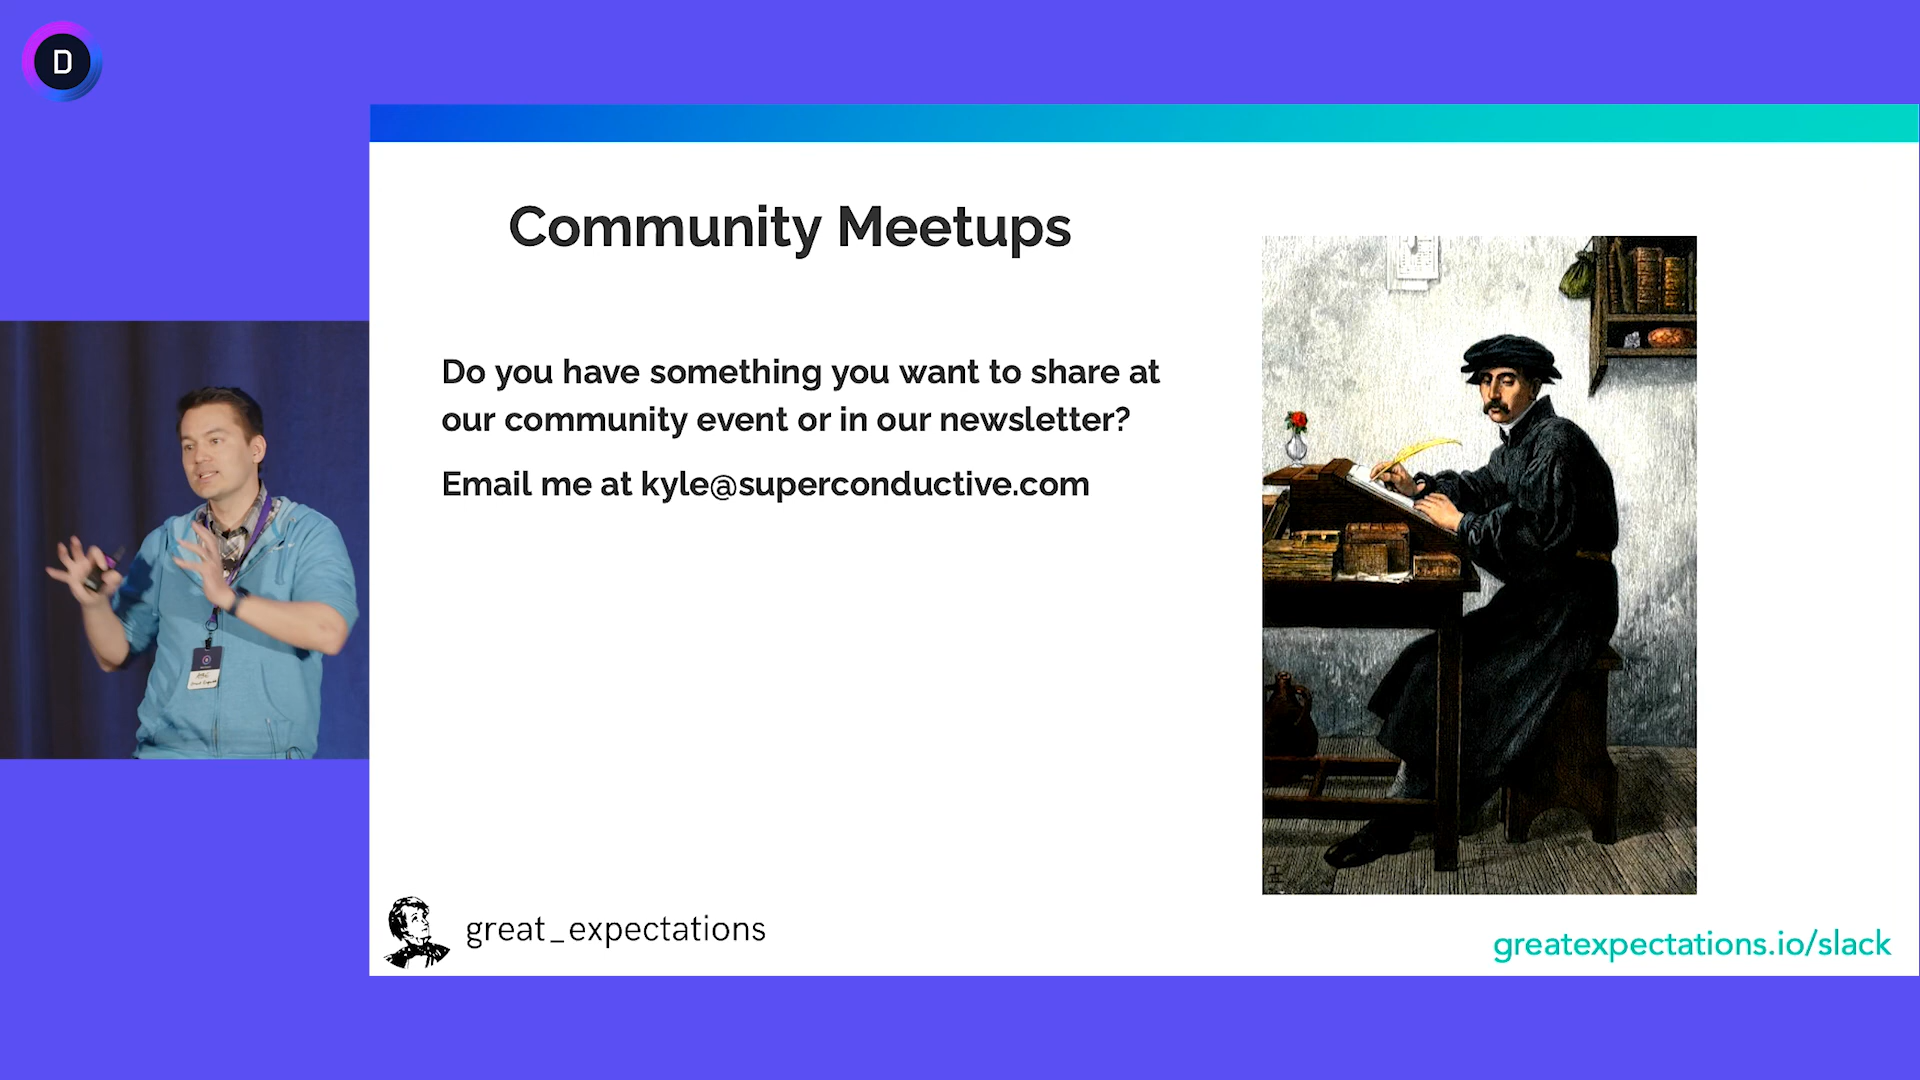 D
Community Meetups
Do you have something you want to share at
our community event or in our newsletter?
Email me at kyle@superconductive.com
great_expectations
greatexpectations.io/slack